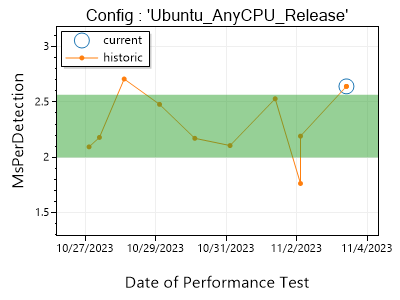 Config : 'Ubuntu_AnyCPU_Release'
current
historic
MsPerDetection
3
2.5
2
1.5
10/27/2023
10/29/2023
10/31/2023
11/2/2023
11/4/2023
Date of Performance Test